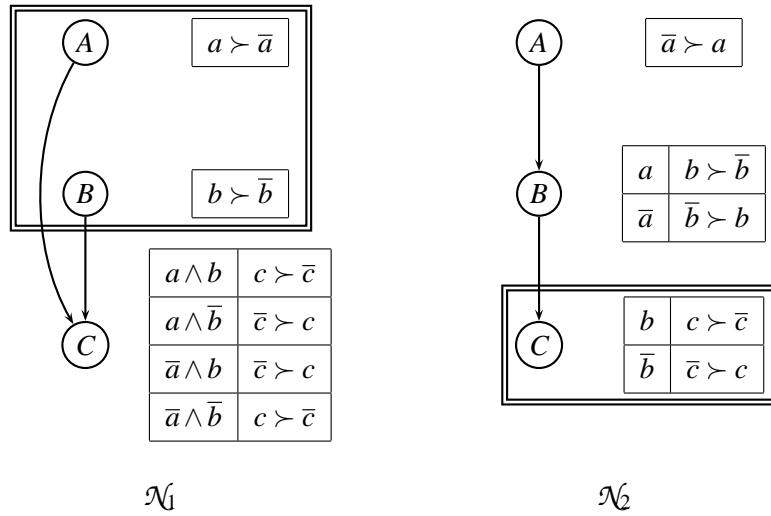 A a ≻ a̅
B b ≻ b̅
a ∧ b c ≻ c̅
a ∧ b̅ c̅ ≻ c
C
a̅ ∧ b c̅ ≻ c
a̅ ∧ b̅ c ≻ c̅
𝒩1
A a̅ ≻ a
a b ≻ b̅
B
a̅ b̅ ≻ b
b c ≻ c̅
C
b̅ c̅ ≻ c
𝒩2